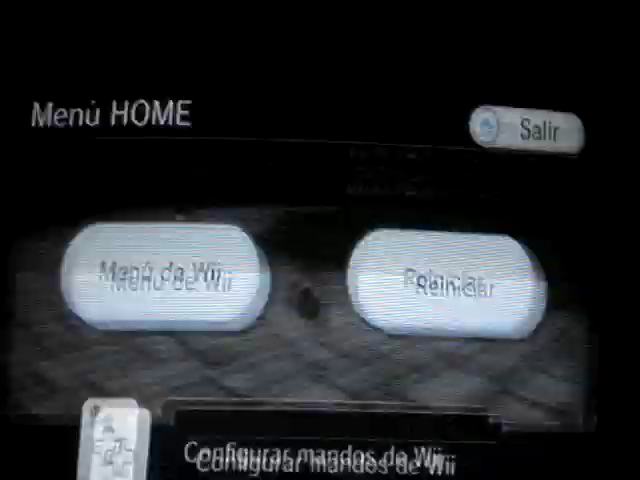 Menú HOME
Salir
Menú de Wii
Reiniciar
Configurar mandos de Wii